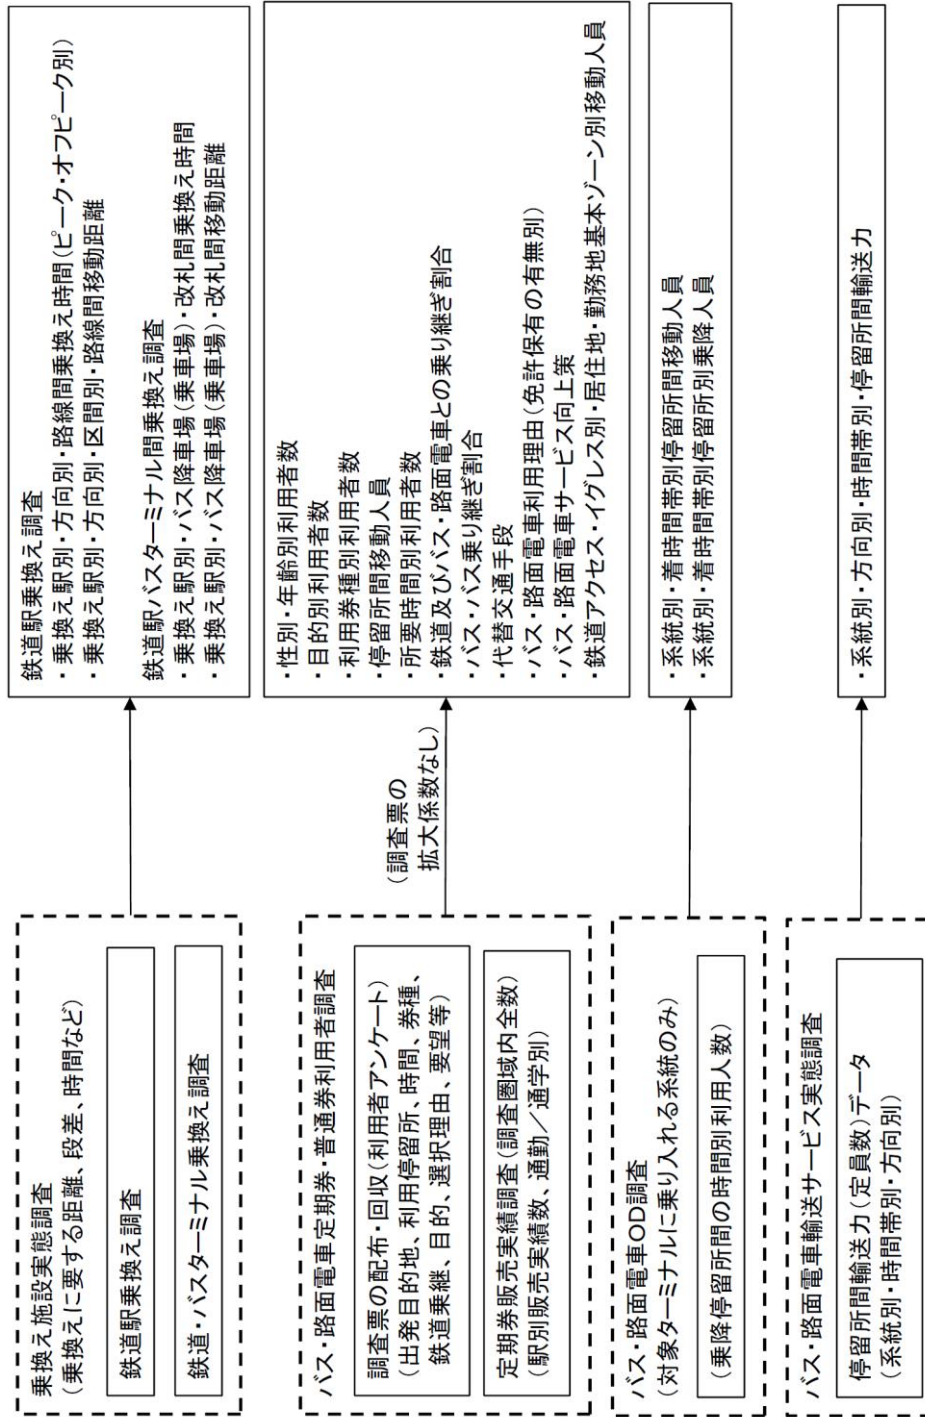 乗換え施設実態調査
(乗換えに要する距離、段差、時間など)
鉄道駅乗換え調査
鉄道・バスターミナル乗換え調査
鉄道駅乗換え調査
・乗換え駅別・方向別・路線間乗換え時間(ピーク・オフピーク別)
・乗換え駅別・方向別・区間別・路線間移動距離
鉄道駅バスターミナル間乗換え調査
・乗換え駅別・バス降車場(乗車場)・改札間乗換え時間
・乗換え駅別・バス降車場(乗車場)・改札間移動距離
バス・路面電車定期券・普通券利用者調査
調査票の配布・回収(利用者アンケート)
(出発目的地、利用停留所、時間、券種、
鉄道乗継、目的、選択理由、要望等)
定期券販売実績調査(調査圏域内全数)
(駅別販売実績数、通勤/通学別)
(調査票の
拡大係数なし)
・性別・年齢別利用者数
・目的別利用者数
・利用券種別利用者数
・停留所間移動人員
・所要時間別利用者数
・鉄道及びバス・路面電車との乗り継ぎ割合
・バス・バス乗り継ぎ割合
・代替交通手段
・バス・路面電車利用理由(免許保有の有無別)
・バス・路面電車サービス向上策
・鉄道アクセス・イグレス別・居住地・勤務地基本ゾーン別移動人員
バス・路面電車OD調査
(対象ターミナルに乗り入れる系統のみ)
(乗降停留所間の時間別利用人数)
・系統別・着時間帯別停留所間移動人員
・系統別・着時間帯別停留所別乗降人員
バス・路面電車輸送サービス実態調査
停留所間輸送力(定員数)データ
(系統別・時間帯別・方向別)
・系統別・方向別・時間帯別・停留所間輸送力